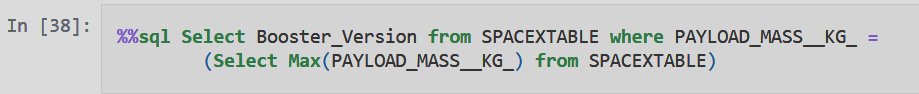 In [38]:
%%sql Select Booster_Version from SPACEXTABLE where PAYLOAD_MASS__KG_ =
(Select Max(PAYLOAD_MASS__KG_) from SPACEXTABLE)